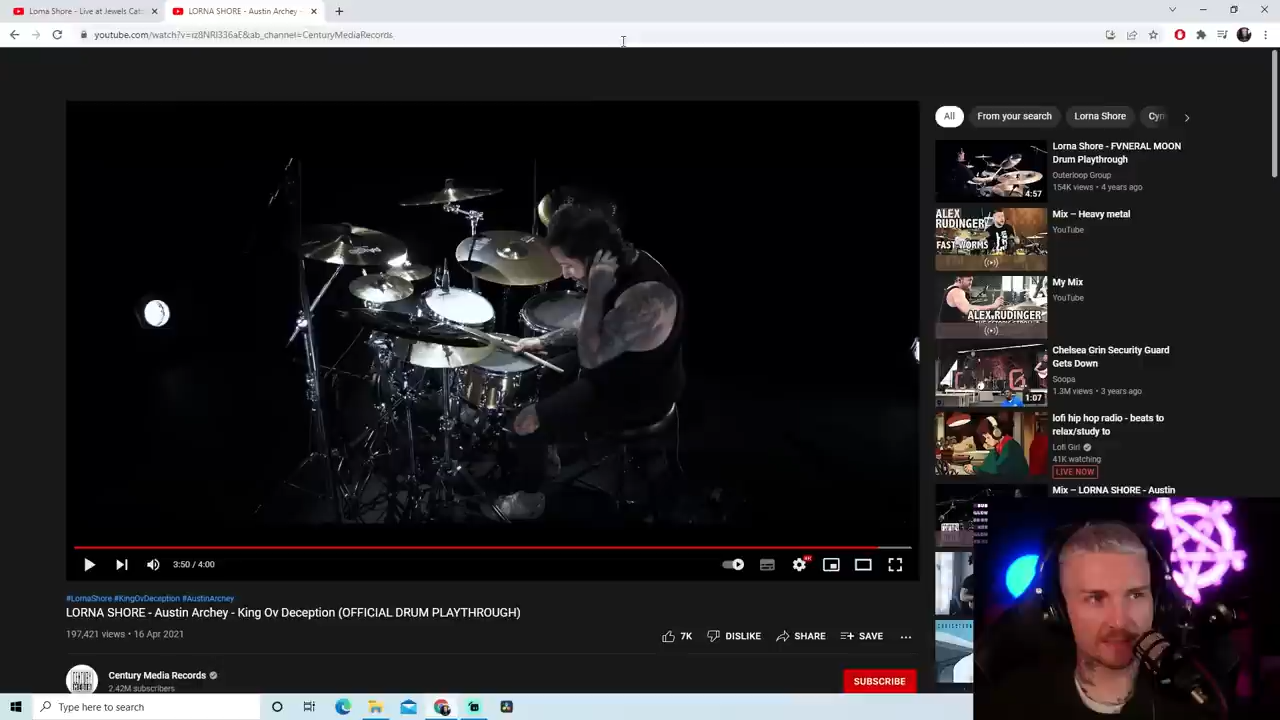 Lorna Shore - Live at Jewels Cat
LORNA SHORE - Austin Archey -
youtube.com/watch?v=rz8NRI336aE&ab_channel=CenturyMediaRecords
All
From your search
Lorna Shore
Cyn
Lorna Shore - FVNERAL MOON
Drum Playthrough
Outerloop Group
154K views • 4 years ago
4:57
ALEX
RUDINGER
FAST WORMS
Mix – Heavy metal
YouTube
My Mix
YouTube
ALEX RUDINGER
Chelsea Grin Security Guard
Gets Down
Soopa
1.3M views • 3 years ago
1:07
lofi hip hop radio - beats to
relax/study to
Lofi Girl
41K watching
LIVE NOW
Mix – LORNA SHORE - Austin
3:50 / 4:00
#LornaShore #KingOvDeception #AustinArchey
LORNA SHORE - Austin Archey - King Ov Deception (OFFICIAL DRUM PLAYTHROUGH)
197,421 views • 16 Apr 2021
7K
DISLIKE
SHARE
SAVE
Century Media Records
2.42M subscribers
SUBSCRIBE
Type here to search